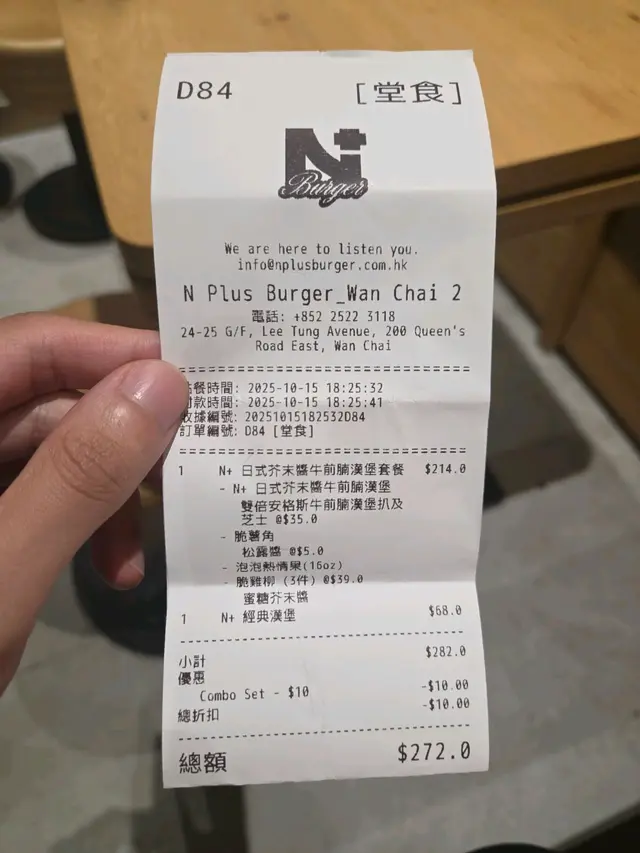 D84 [堂食]
N+
Burger
We are here to listen you.
info@nplusburger.com.hk
N Plus Burger_Wan Chai 2
電話: +852 2522 3118
24-25 G/F, Lee Tung Avenue, 200 Queen's
Road East, Wan Chai
餐時間: 2025-10-15 18:25:32
款時間: 2025-10-15 18:25:41
收據編號: 20251015182532D84
訂單編號: D84 [堂食]
1 N+ 日式芥末醬牛前腩漢堡套餐 $214.0
- N+ 日式芥末醬牛前腩漢堡
雙倍安格斯牛前腩漢堡扒及
芝士 @$35.0
- 脆薯角
松露醬 @$5.0
- 泡泡熱情果(16oz)
- 脆雞柳 (3件) @$39.0
蜜糖芥末醬
1 N+ 經典漢堡 $68.0
小計 $282.0
優惠
Combo Set - $10 -$10.00
總折扣 -$10.00
總額 $272.0